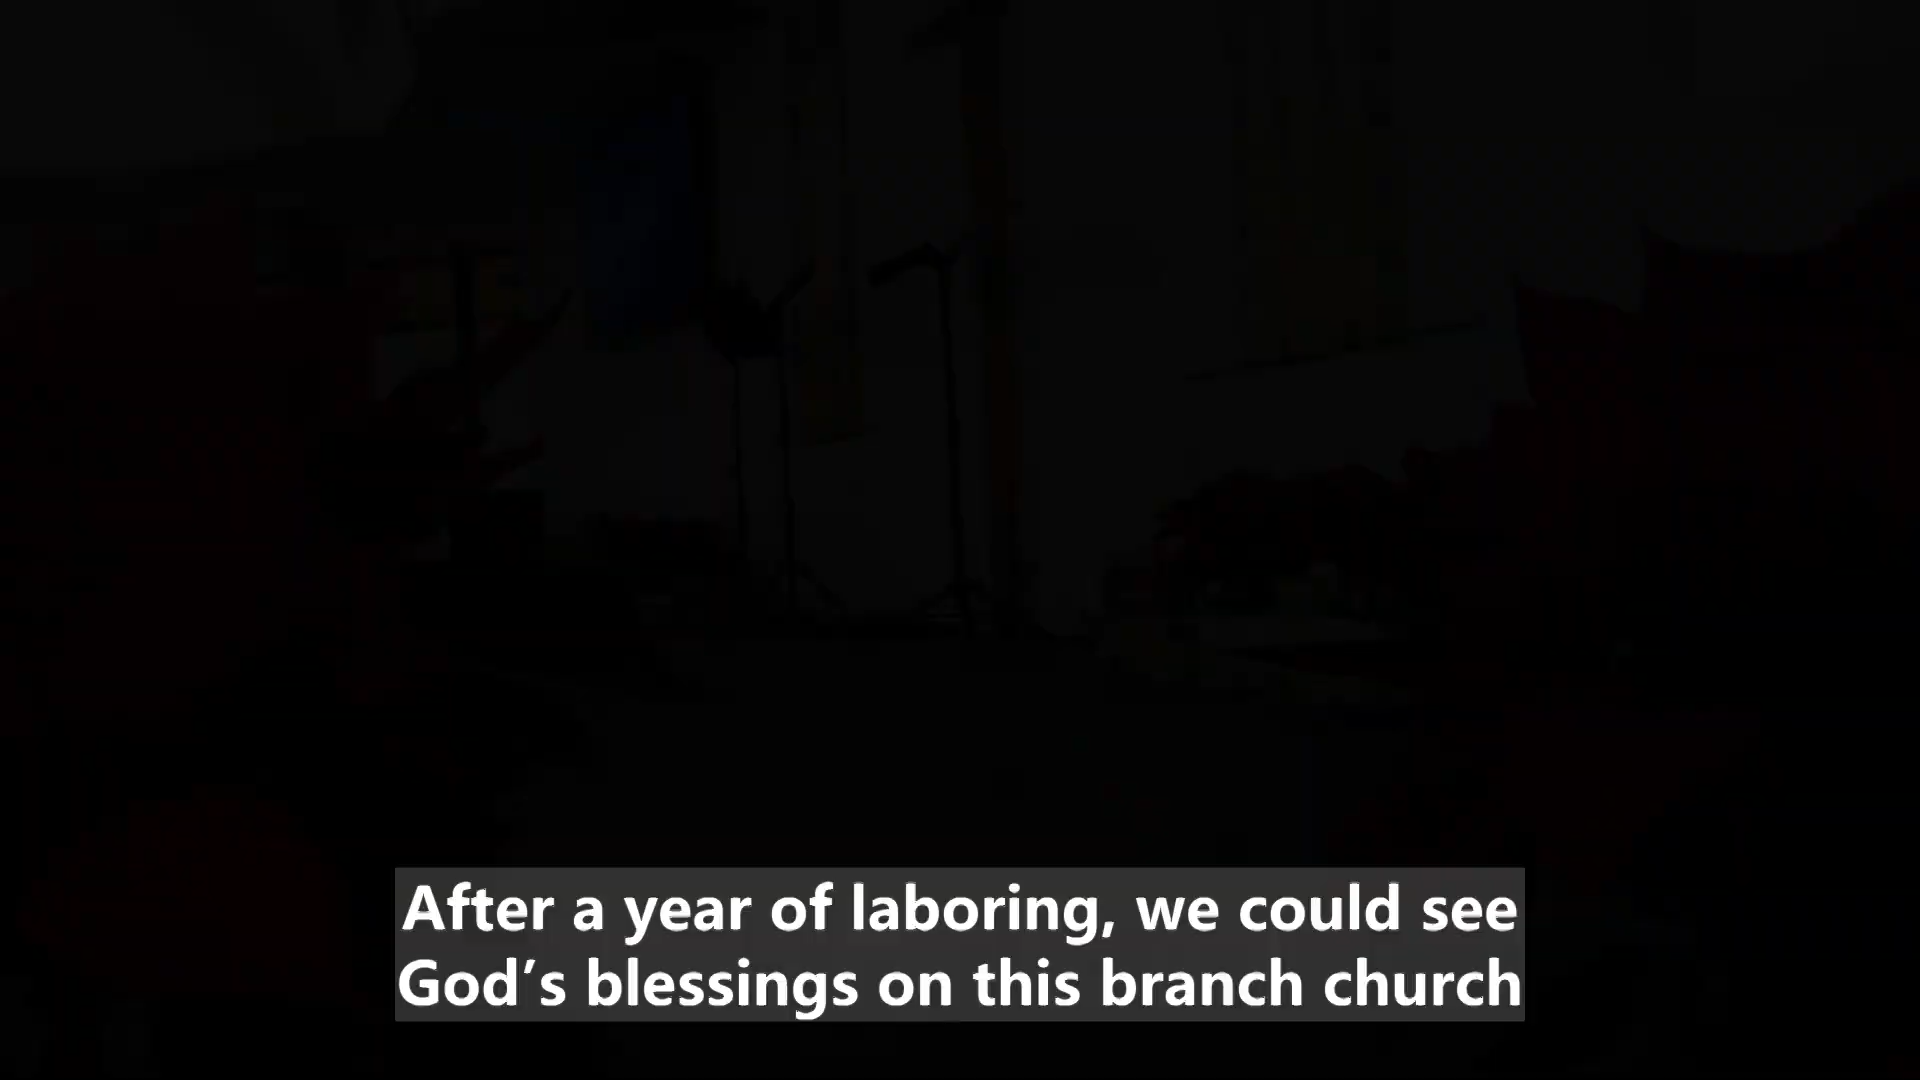 After a year of laboring, we could see
God’s blessings on this branch church